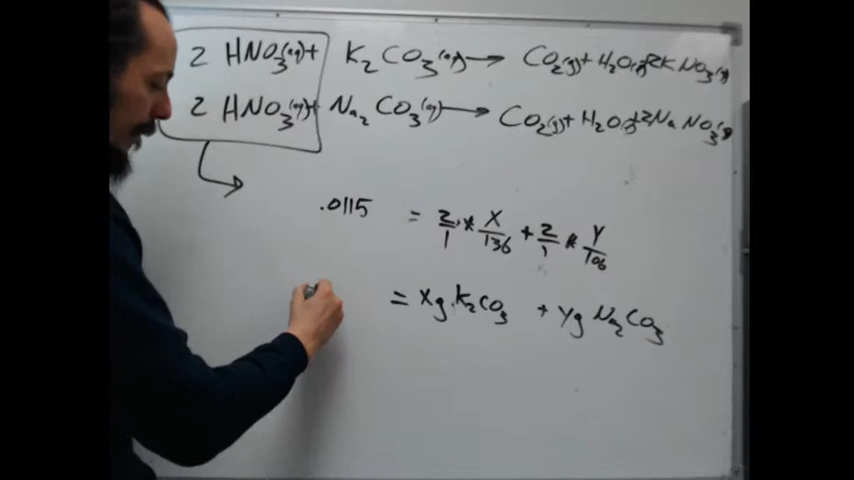 2 HNO₃(aq) + K₂CO₃(aq) → CO₂(g) + H₂O(l) + 2KNO₃(aq)
2 HNO₃(aq) + Na₂CO₃(aq) → CO₂(g) + H₂O(l) + 2NaNO₃(aq)
.0115 = 2/1 * X/136 + 2/1 * Y/106
= Xg K₂CO₃ + Yg Na₂CO₃